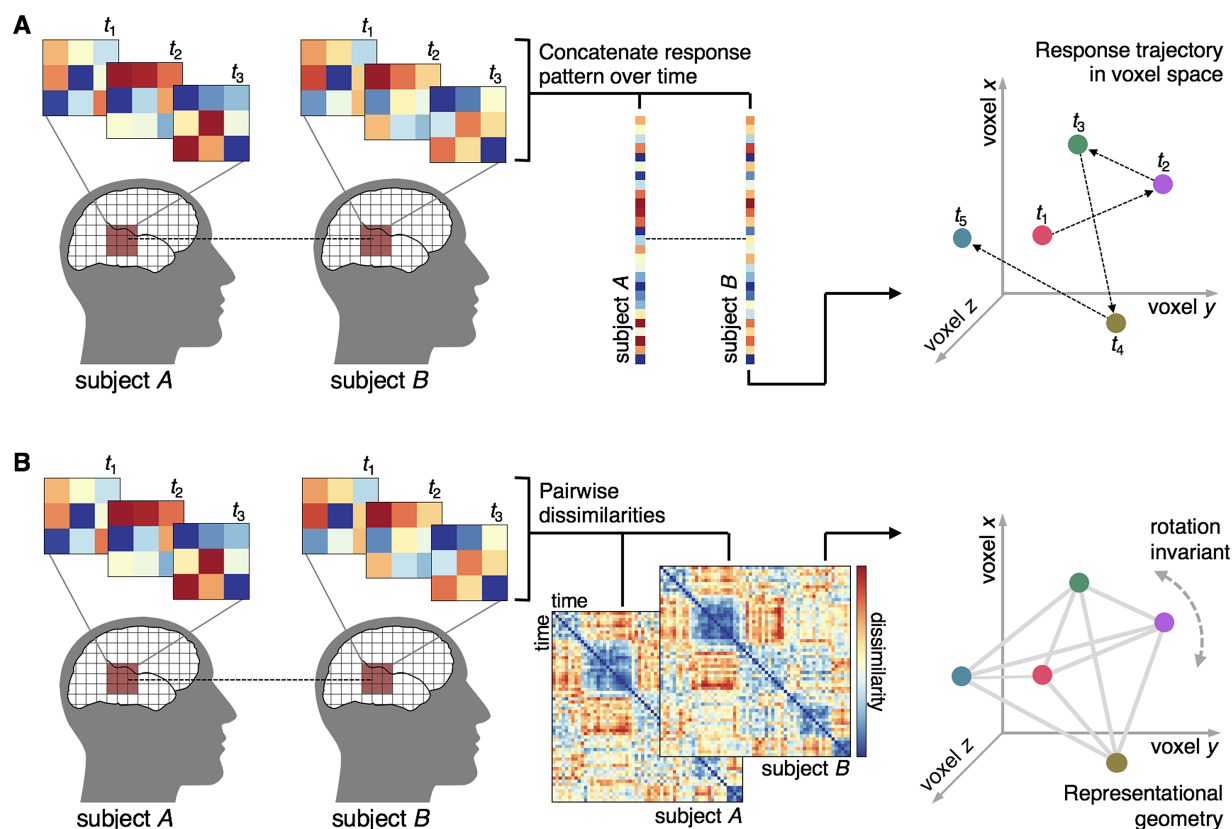 A
t1
t2
t3
subject A
t1
t2
t3
subject B
Concatenate response
pattern over time
subject A
subject B
Response trajectory
in voxel space
voxel x
voxel y
voxel z
t1
t2
t3
t4
t5
B
t1
t2
t3
subject A
t1
t2
t3
subject B
Pairwise
dissimilarities
time
time
subject A
subject B
dissimilarity
voxel x
voxel y
voxel z
rotation
invariant
Representational
geometry